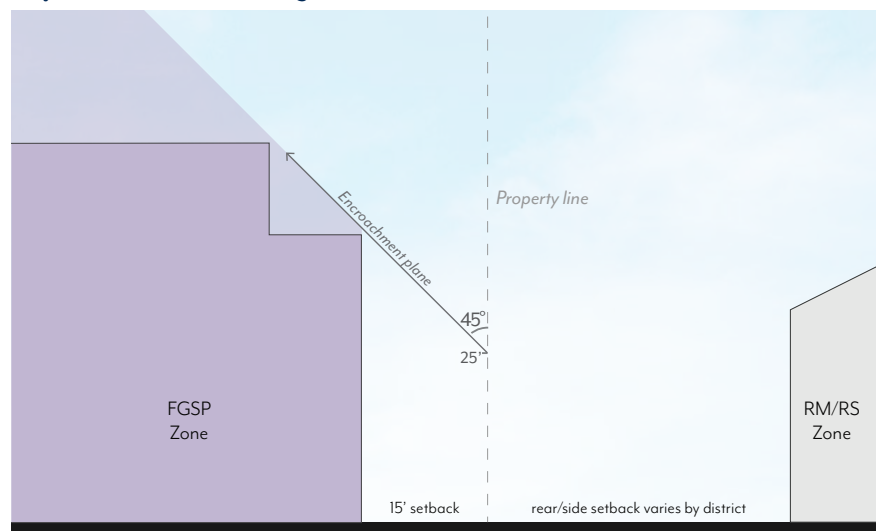 Property line
Encroachment plane
45°
25'
FGSP
Zone
RM/RS
Zone
15' setback
rear/side setback varies by district